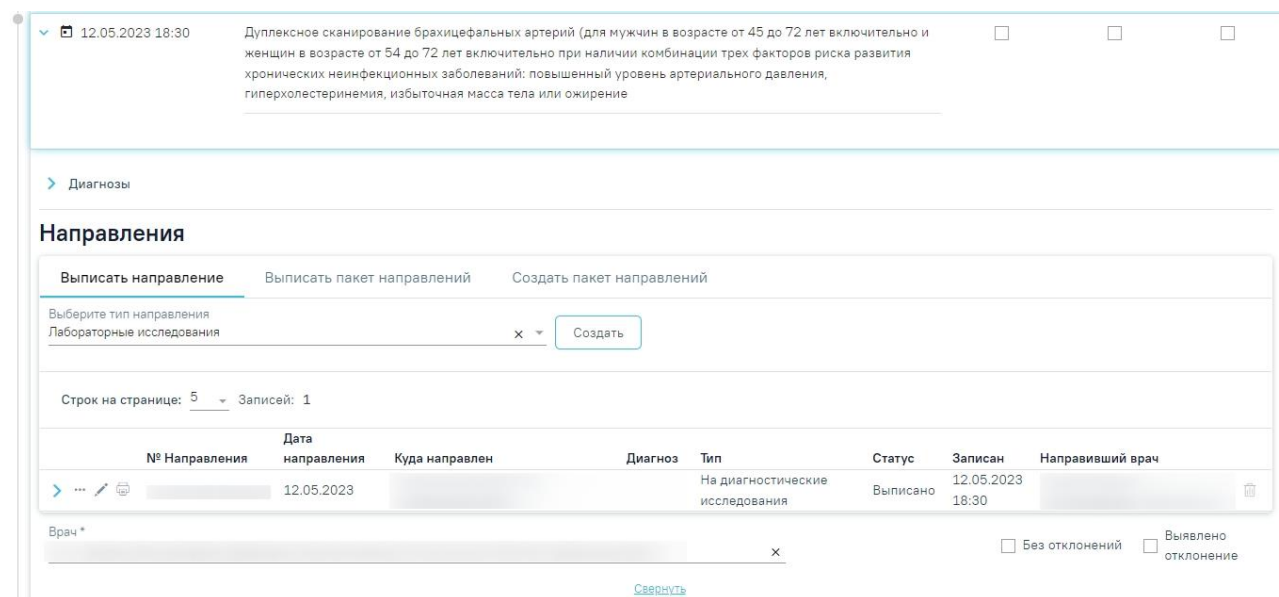 12.05.2023 18:30
Дуплексное сканирование брахицефальных артерий (для мужчин в возрасте от 45 до 72 лет включительно и
женщин в возрасте от 54 до 72 лет включительно при наличии комбинации трех факторов риска развития
хронических неинфекционных заболеваний: повышенный уровень артериального давления,
гиперхолестеринемия, избыточная масса тела или ожирение
Диагнозы
Направления
Выписать направление Выписать пакет направлений Создать пакет направлений
Выберите тип направления
Лабораторные исследования
Создать
Строк на странице: 5 Записей: 1
№ Направления Дата направления Куда направлен Диагноз Тип Статус Записан Направивший врач
12.05.2023 На диагностические исследования Выписано 12.05.2023 18:30
Врач *
Без отклонений Выявлено отклонение
Свернуть